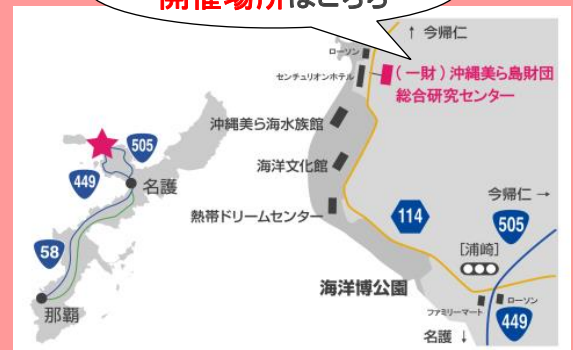 開催場所はこちら
↑ 今帰仁
ローソン
センチュリオンホテル
(一財)沖縄美ら島財団
総合研究センター
沖縄美ら海水族館
海洋文化館
熱帯ドリームセンター
114
今帰仁 →
505
[浦崎]
海洋博公園
ファミリーマート
ローソン
449
名護 ↓
505
449
名護
58
那覇